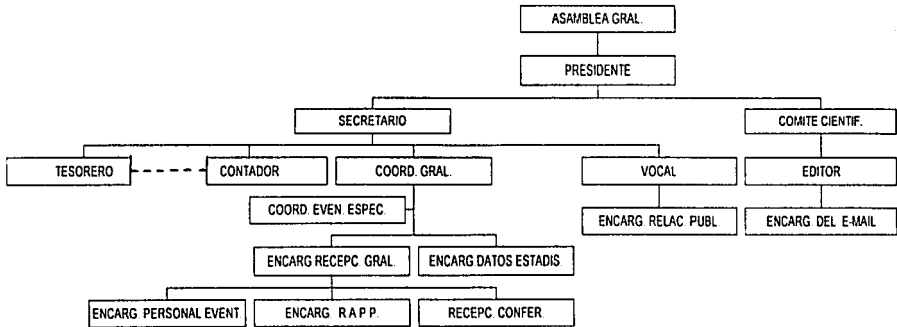 ASAMBLEA GRAL.
PRESIDENTE
SECRETARIO
COMITE CIENTIF.
TESORERO
CONTADOR
COORD. GRAL.
VOCAL
EDITOR
COORD. EVEN. ESPEC.
ENCARG. RELAC. PUBL.
ENCARG. DEL E-MAIL
ENCARG RECEPC. GRAL.
ENCARG DATOS ESTADIS.
ENCARG. PERSONAL EVENT.
ENCARG. R A P P.
RECEPC. CONFER.